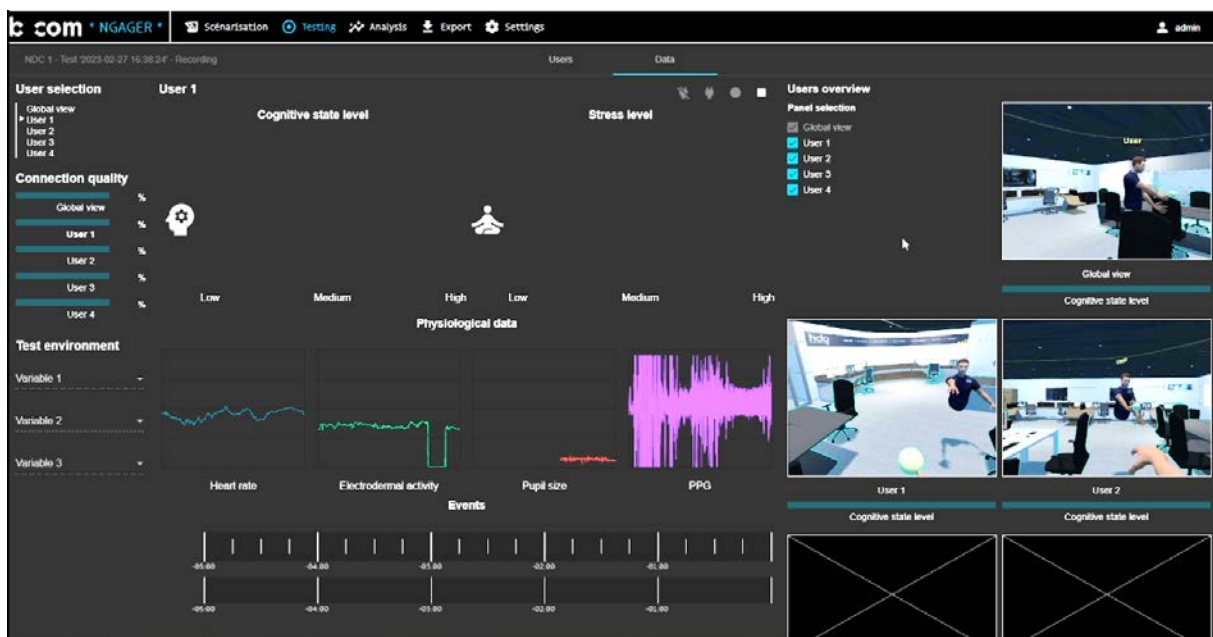 b com * NGAGER *
Scénarisation
Testing
Analysis
Export
Settings
admin
NDC 1 - Test '2023-02-27 16:38:24' - Recording
Users
Data
User selection
Global view
User 1
User 2
User 3
User 4
Connection quality
%
Global view
%
User 1
%
User 2
%
User 3
%
User 4
Test environment
Variable 1
Variable 2
Variable 3
User 1
Cognitive state level
Low
Medium
High
Stress level
Low
Medium
High
Physiological data
Heart rate
Electrodermal activity
Pupil size
PPG
Events
-05:00
-04:00
-03:00
-02:00
-01:00
-05:00
-04:00
-03:00
-02:00
-01:00
Users overview
Panel selection
Global view
User 1
User 2
User 3
User 4
User
Global view
Cognitive state level
hdg
User 1
Cognitive state level
User 2
Cognitive state level